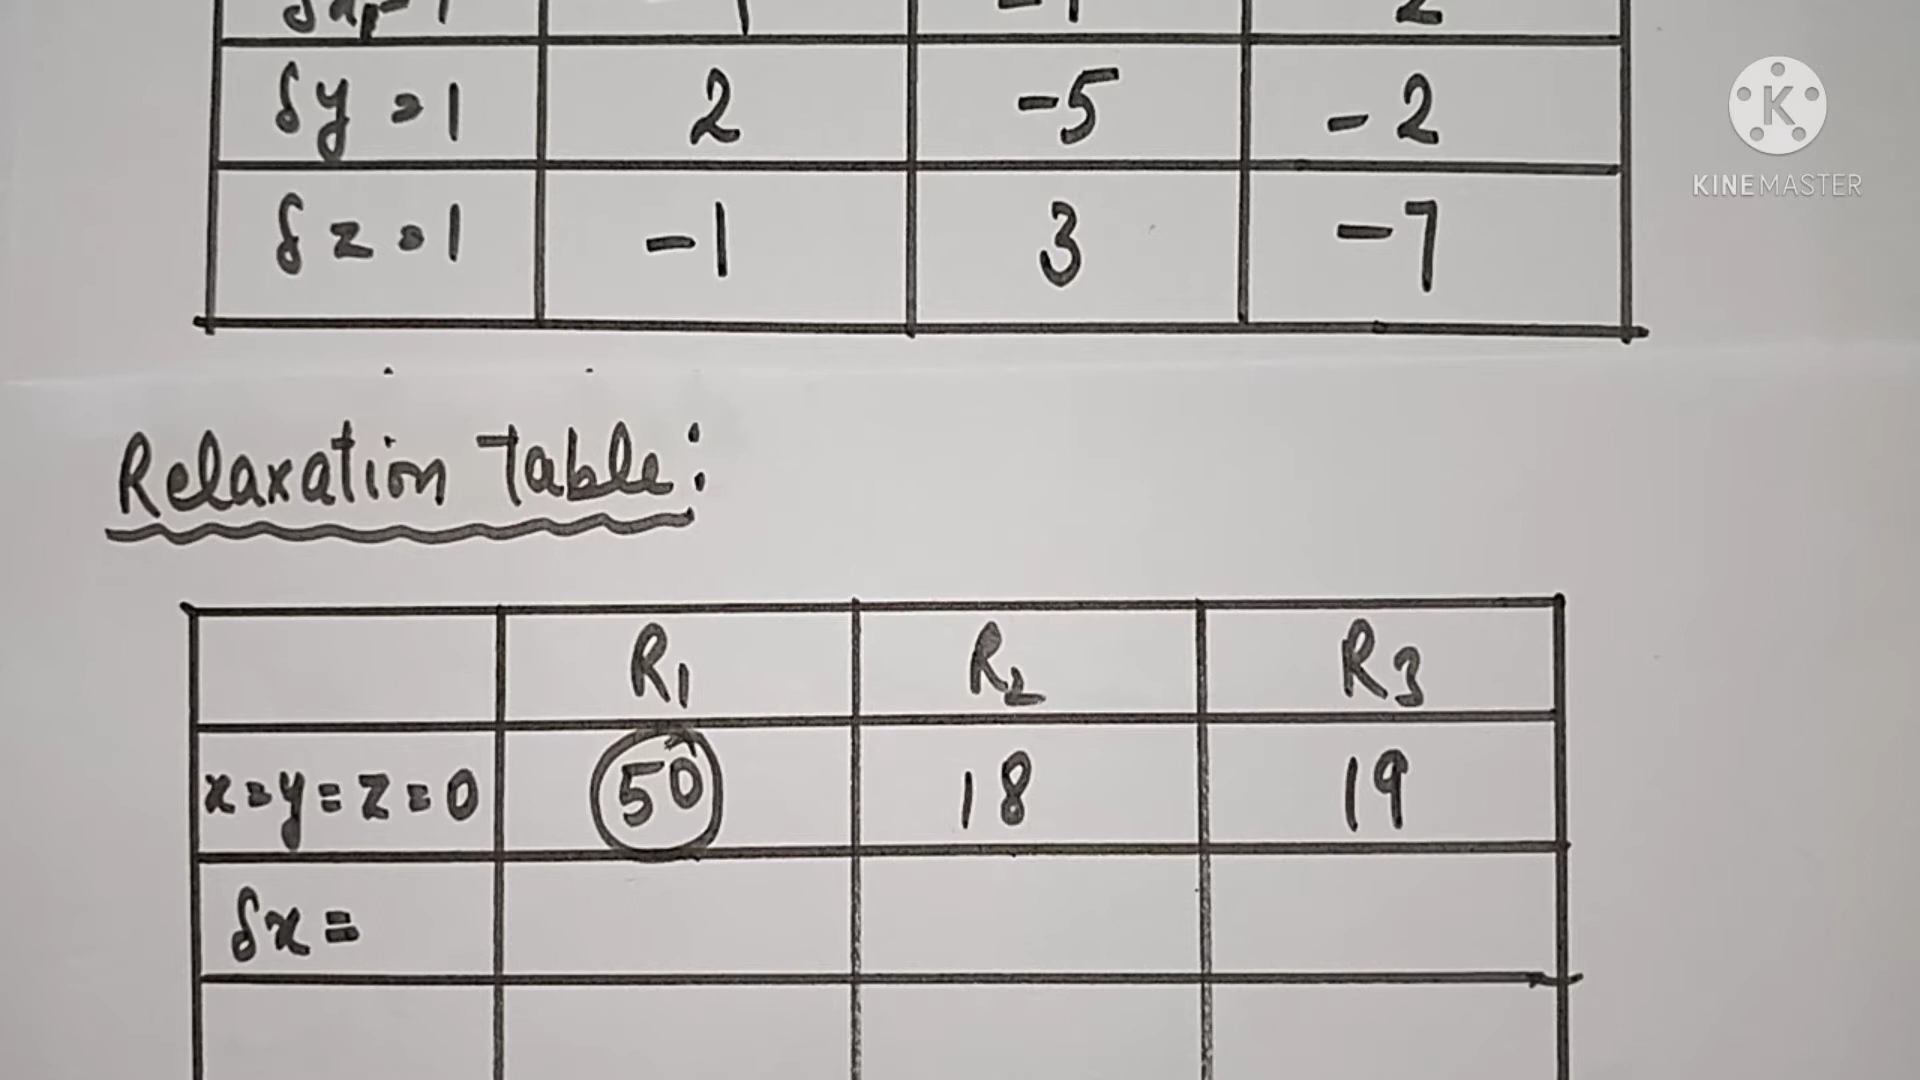 δy = 1 2 -5 -2
δz = 1 -1 3 -7
KINEMASTER
Relaxation Table:
R1 R2 R3
x=y=z=0 50 18 19
δx =